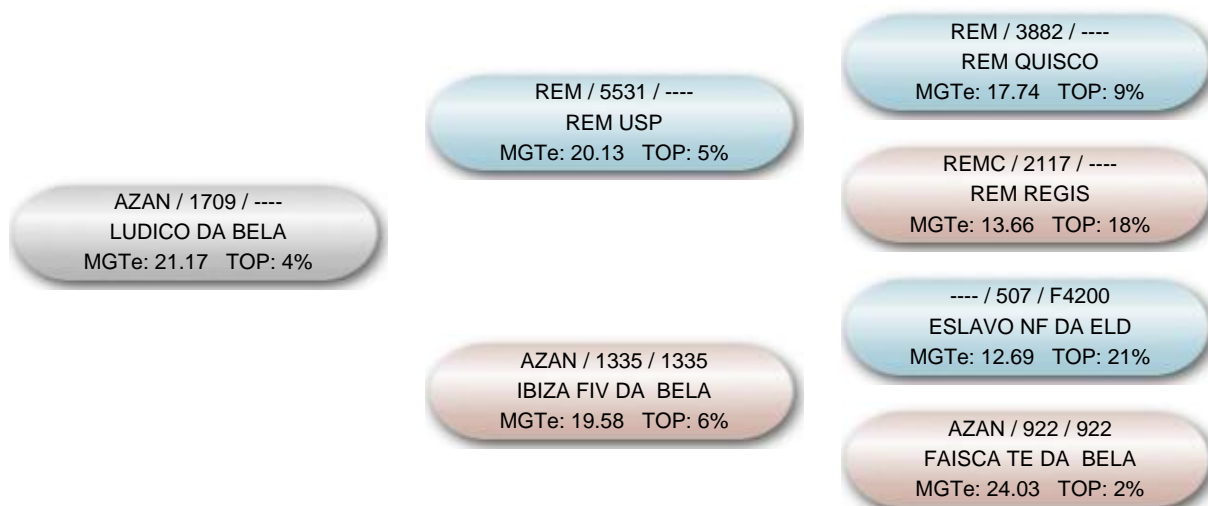 AZAN / 1709 / ----
LUDICO DA BELA
MGTe: 21.17 TOP: 4%
REM / 5531 / ----
REM USP
MGTe: 20.13 TOP: 5%
AZAN / 1335 / 1335
IBIZA FIV DA  BELA
MGTe: 19.58 TOP: 6%
REM / 3882 / ----
REM QUISCO
MGTe: 17.74 TOP: 9%
REMC / 2117 / ----
REM REGIS
MGTe: 13.66 TOP: 18%
---- / 507 / F4200
ESLAVO NF DA ELD
MGTe: 12.69 TOP: 21%
AZAN / 922 / 922
FAISCA TE DA  BELA
MGTe: 24.03 TOP: 2%